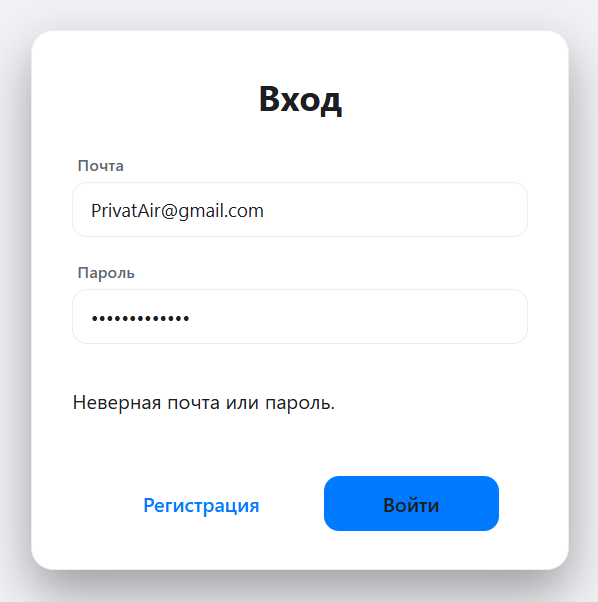 Вход
Почта
PrivatAir@gmail.com
Пароль
•••••••••••••
Неверная почта или пароль.
Регистрация
Войти